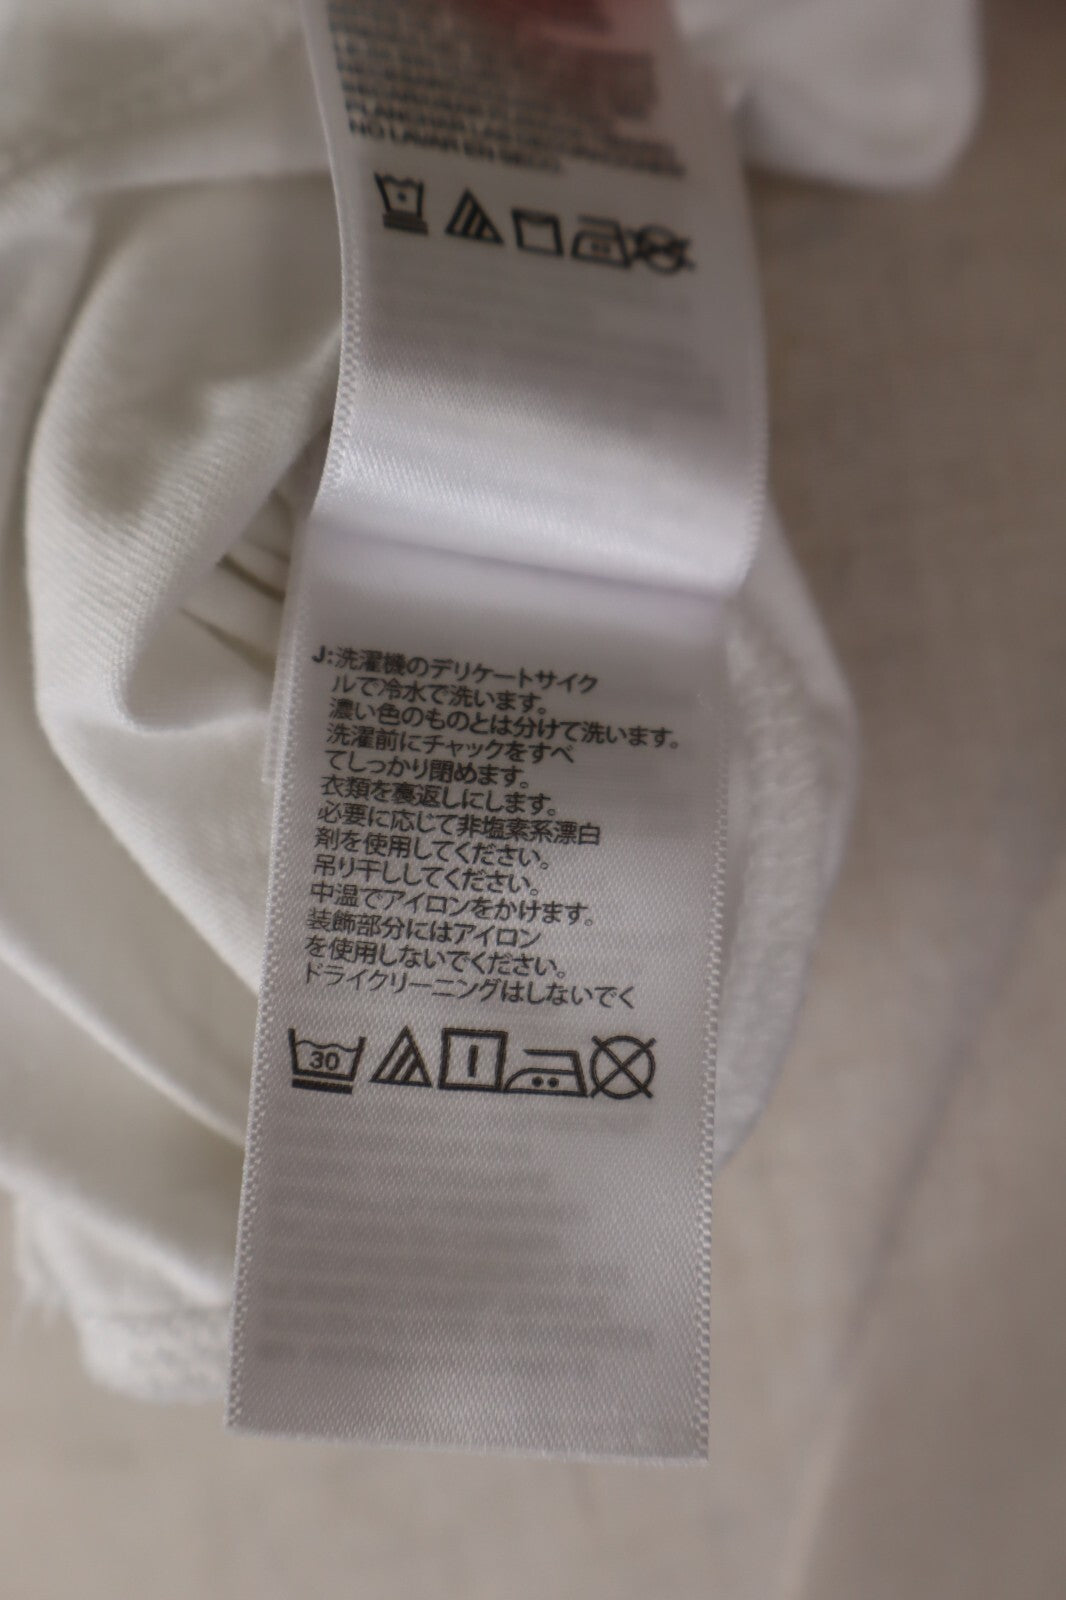 PLANCHAR LAS DECORACIONES
NO LAVAR EN SECO.
J:洗濯機のデリケートサイク
ルで冷水で洗います。
濃い色のものとは分けて洗います。
洗濯前にチャックをすべ
てしっかり閉めます。
衣類を裏返しにします。
必要に応じて非塩素系漂白
剤を使用してください。
吊り干ししてください。
中温でアイロンをかけます。
装飾部分にはアイロン
を使用しないでください。
ドライクリーニングはしないでく
30